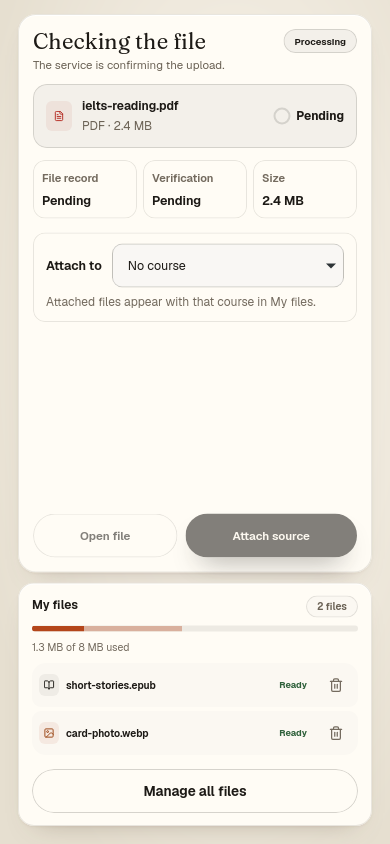 Checking the file
Processing
The service is confirming the upload.
ielts-reading.pdf
PDF · 2.4 MB
Pending
File record
Pending
Verification
Pending
Size
2.4 MB
Attach to
No course
Attached files appear with that course in My files.
Open file
Attach source
My files
2 files
1.3 MB of 8 MB used
short-stories.epub
Ready
card-photo.webp
Ready
Manage all files